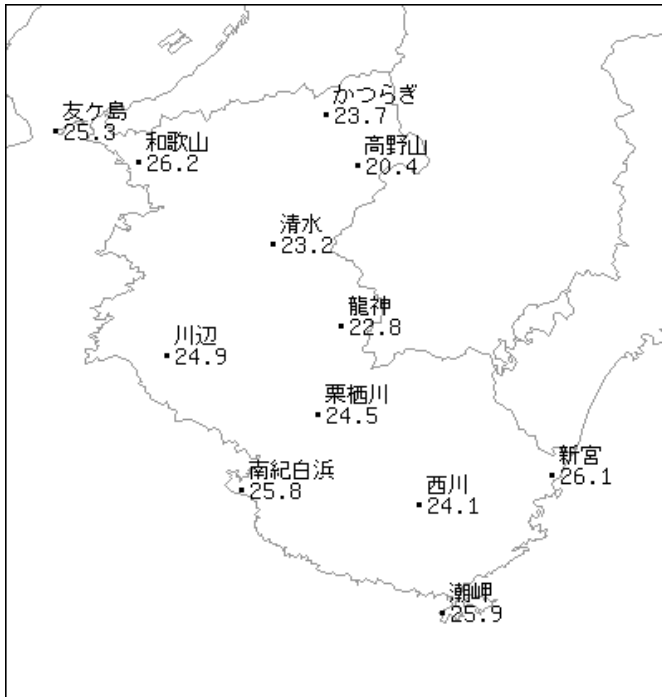 かつらぎ
23.7
友ケ島
25.3
和歌山
26.2
高野山
20.4
清水
23.2
龍神
22.8
川辺
24.9
栗栖川
24.5
南紀白浜
25.8
西川
24.1
新宮
26.1
潮岬
25.9